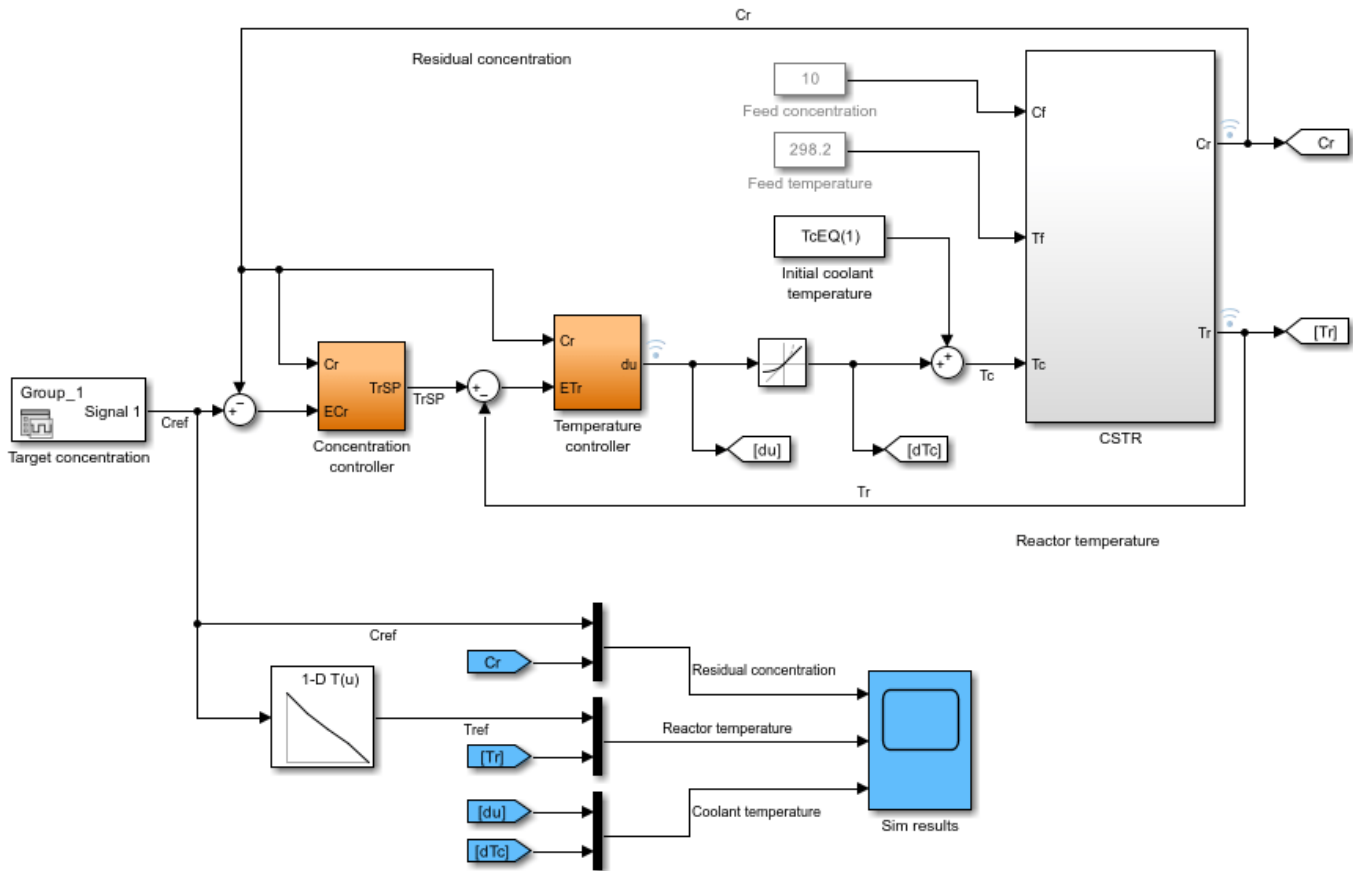 Cr
Residual concentration
10
Feed concentration
298.2
Feed temperature
TcEQ(1)
Initial coolant
temperature
Cf
Tf
Tc
Cr
Tr
CSTR
Cr
[Tr]
Tc
Group_1
Signal 1
Target concentration
Cref
+
−
Cr
ECr
TrSP
Concentration
controller
TrSP
+
−
Cr
ETr
du
Temperature
controller
[du]
[dTc]
+
+
Tr
Reactor temperature
Cref
Cr
Residual concentration
1-D T(u)
Tref
[Tr]
Reactor temperature
[du]
[dTc]
Coolant temperature
Sim results